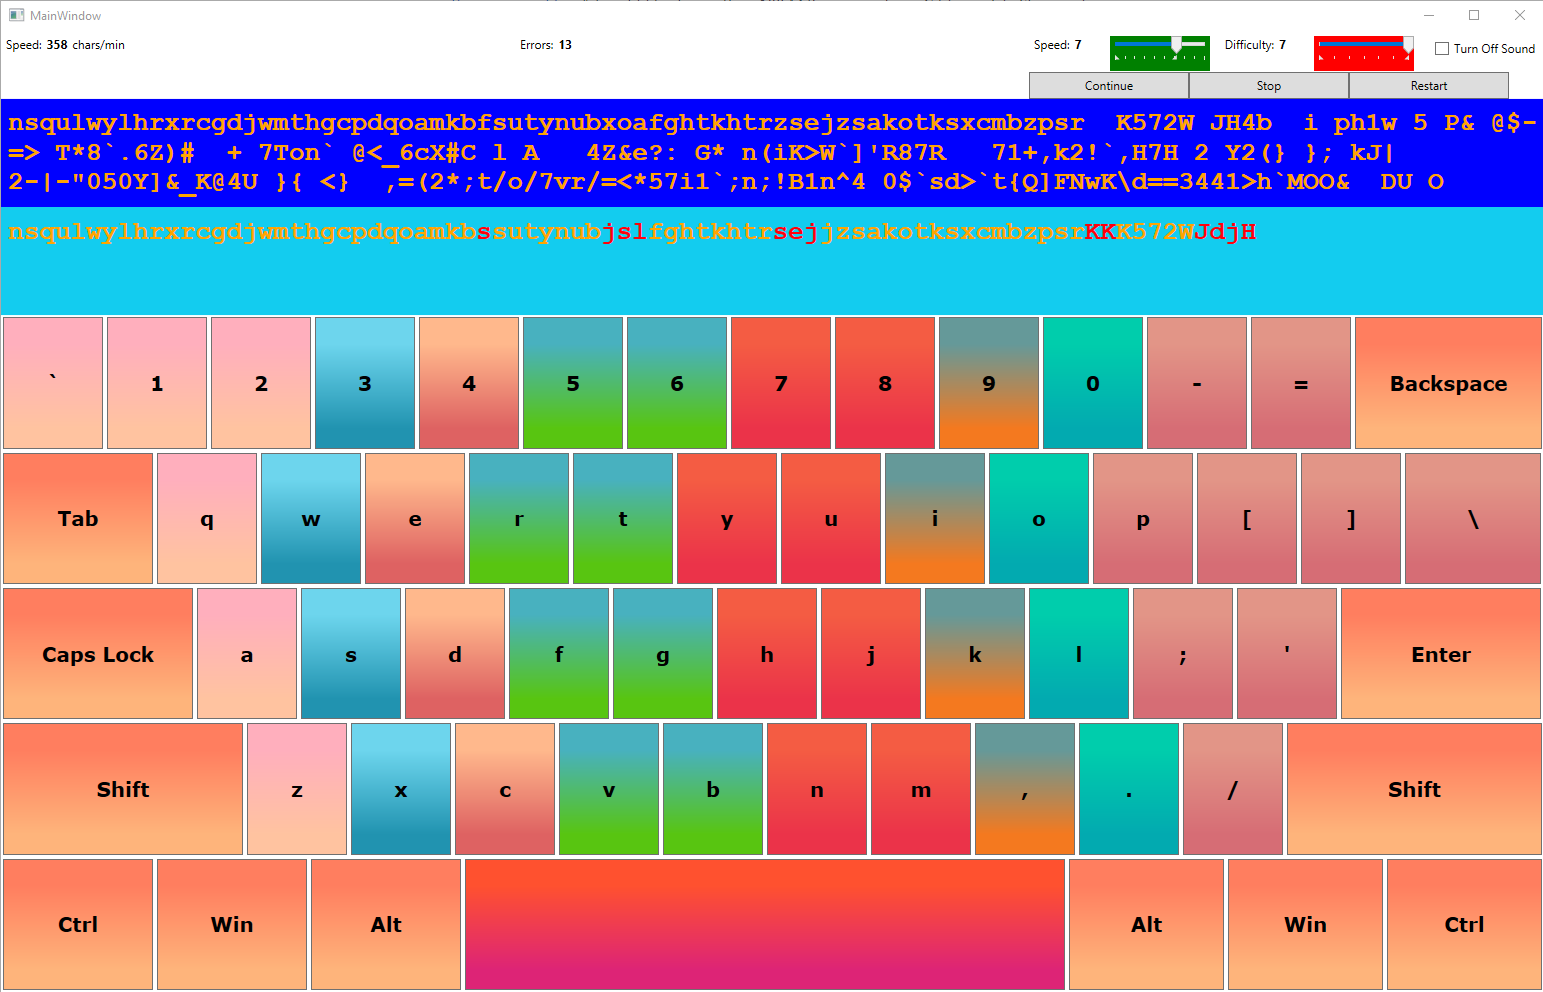 MainWindow
Speed: 358 chars/min Errors: 13 Speed: 7 Difficulty: 7 Turn Off Sound
Continue Stop Restart
nsqulwylhrxrcgdjwmthgcpdqoamkbfsutynubxoafghtkhtrzsejzsakotksxcmbzpsr  K572W JH4b  i ph1w 5 P& @$-
=> T*8`.6Z)#  + 7Ton` @<_6cX#C l A   4Z&e?: G* n(iK>W`]'R87R   71+,k2!`,H7H 2 Y2(} }; kJ|
2-|-"050Y]&_K@4U }{ <}  ,=(2*;t/o/7vr/=<*57i1`;n;!B1n^4 0$`sd>`t{Q]FNwK\d==3441>h`MOO&  DU O
nsqulwylhrxrcgdjwmthgcpdqoamkbssutynubjslfghtkhtrsejjzsakotksxcmbzpsrKKK572WJdjH
` 1 2 3 4 5 6 7 8 9 0 - = Backspace
Tab q w e r t y u i o p [ ] \
Caps Lock a s d f g h j k l ; ' Enter
Shift z x c v b n m , . / Shift
Ctrl Win Alt Alt Win Ctrl